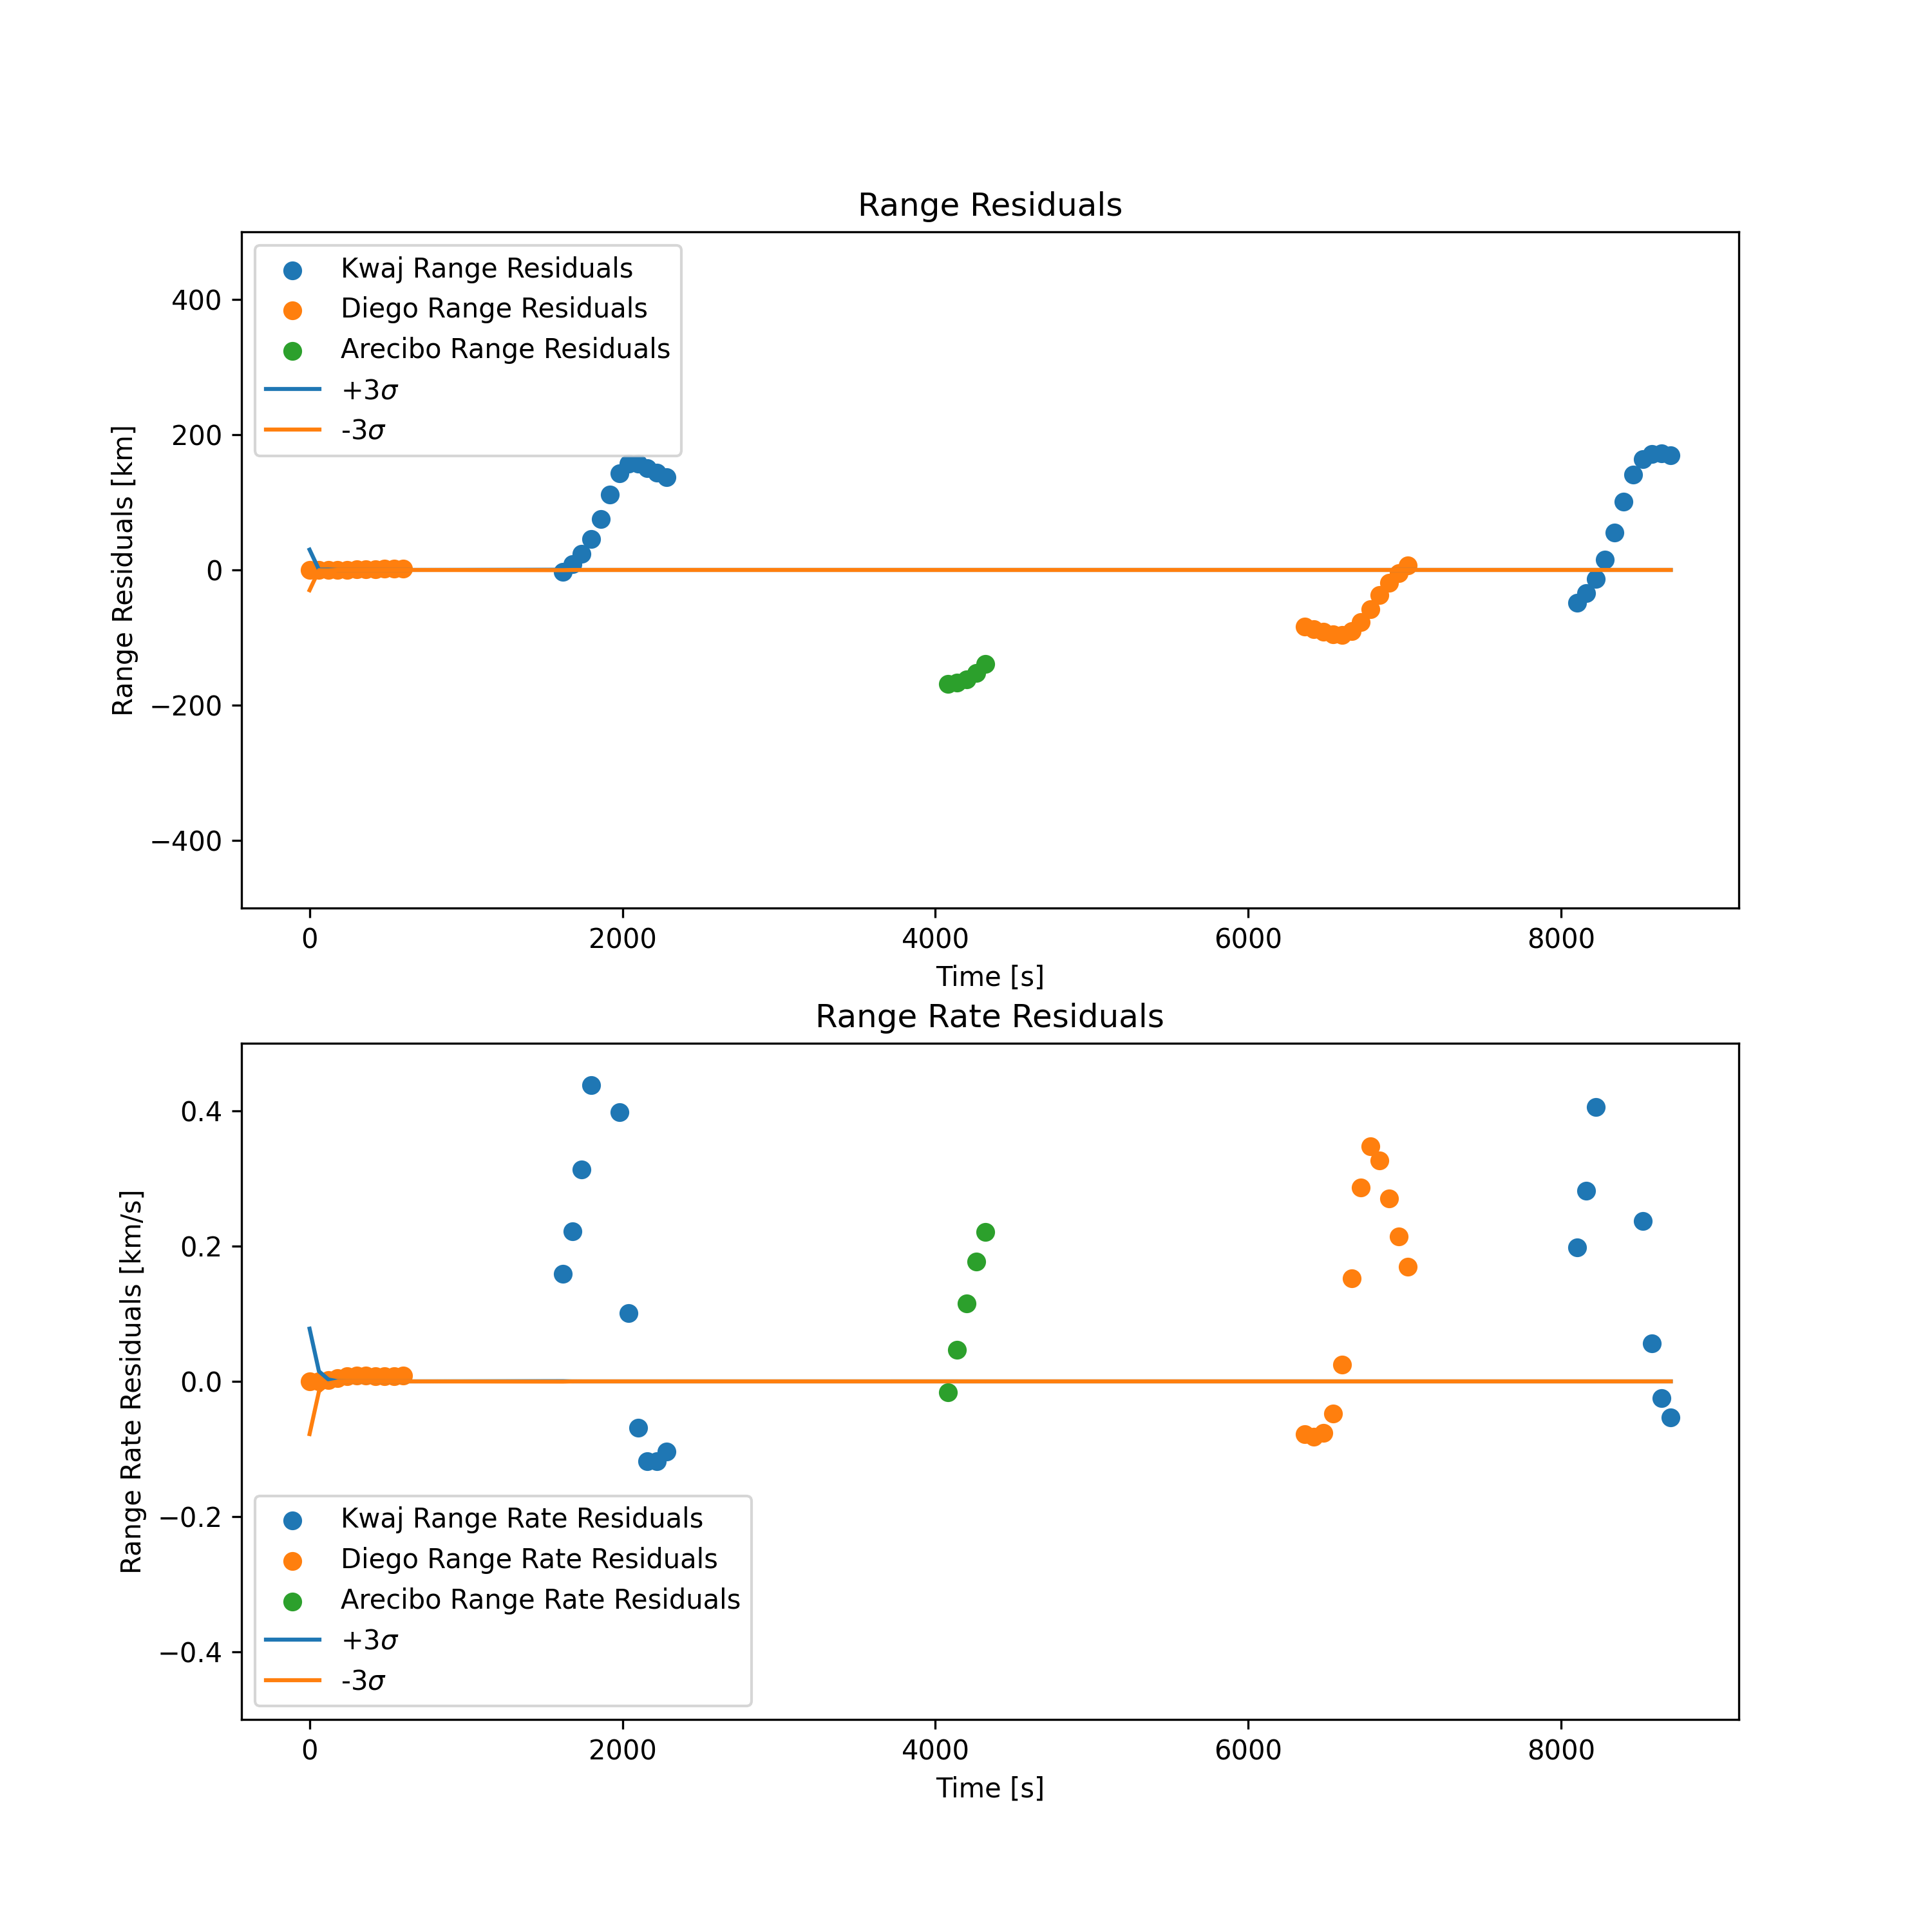 Range Residuals
Kwaj Range Residuals
Diego Range Residuals
Arecibo Range Residuals
+3σ
-3σ
Range Residuals [km]
400
200
0
−200
−400
0 2000 4000 6000 8000
Time [s]
Range Rate Residuals
Range Rate Residuals [km/s]
0.4
0.2
0.0
−0.2
−0.4
Kwaj Range Rate Residuals
Diego Range Rate Residuals
Arecibo Range Rate Residuals
+3σ
-3σ
0 2000 4000 6000 8000
Time [s]